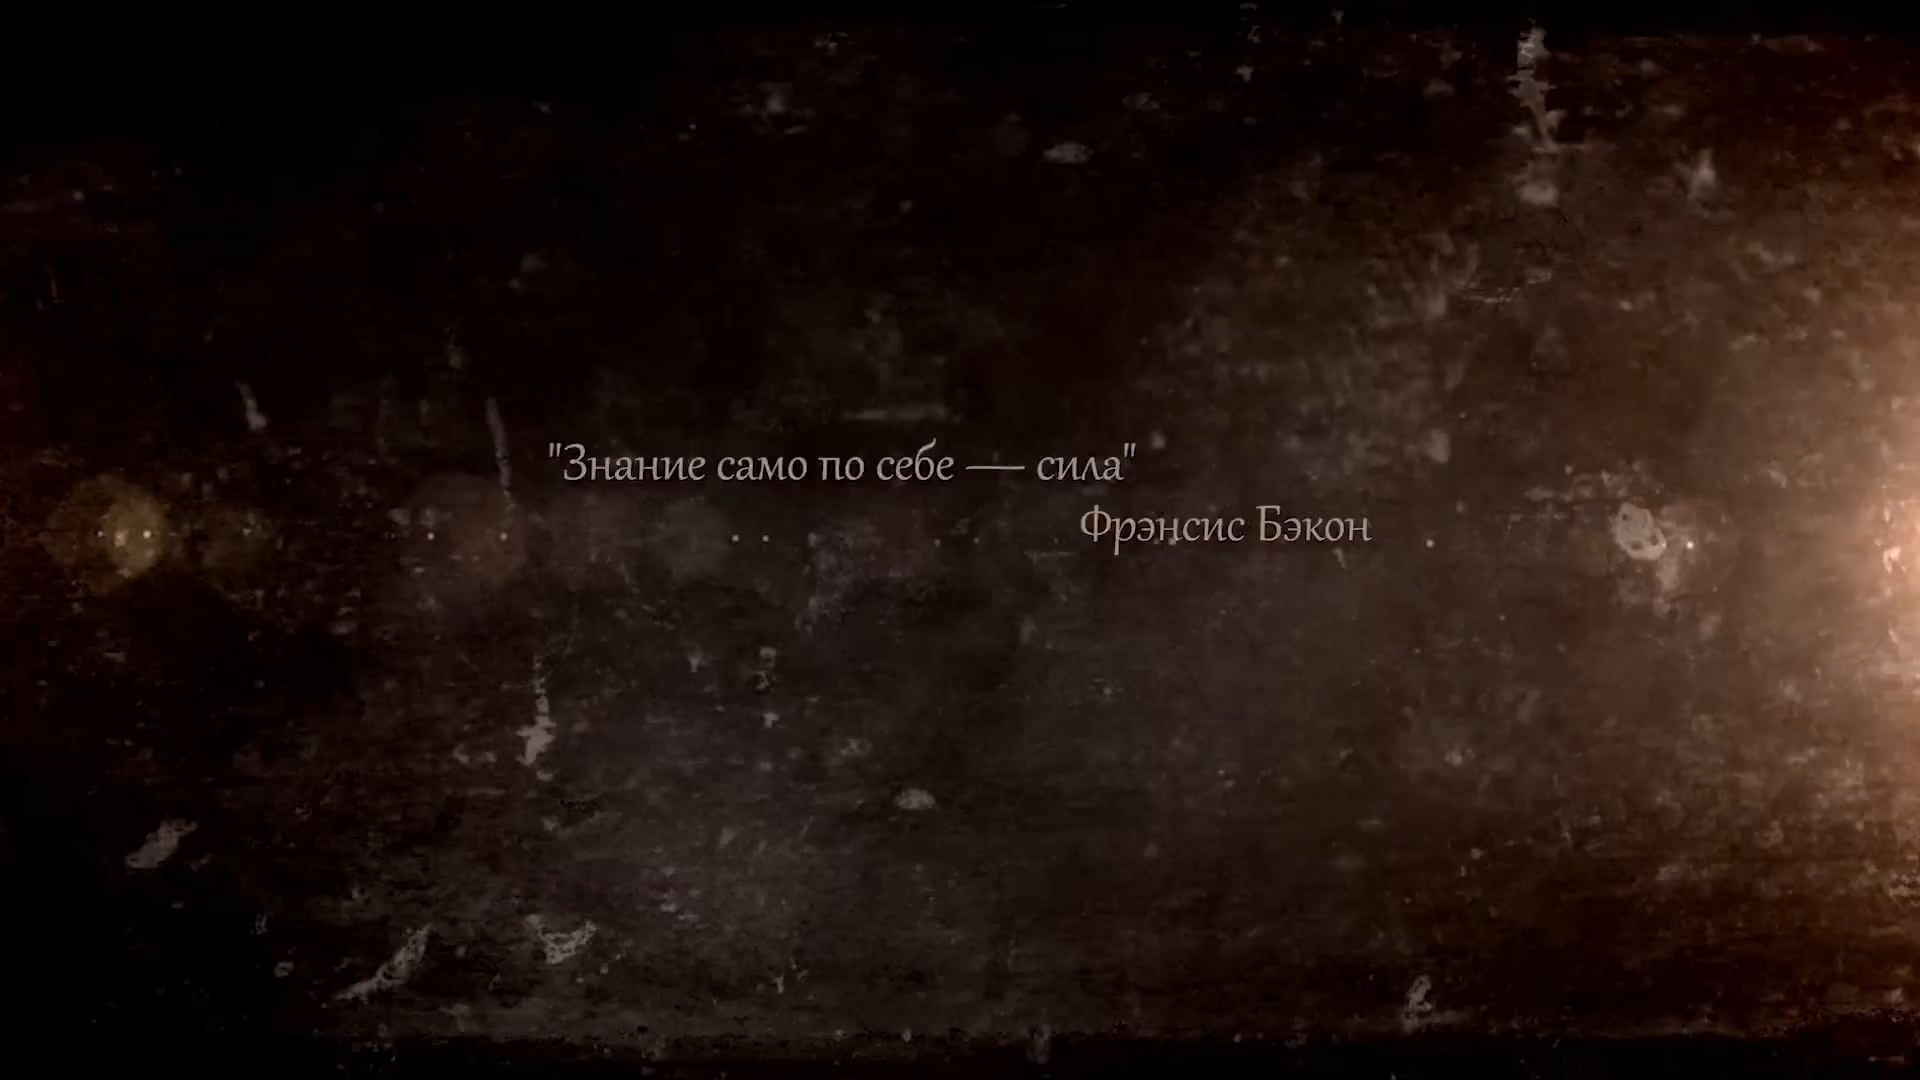 "Знание само по себе — сила"
Фрэнсис Бэкон